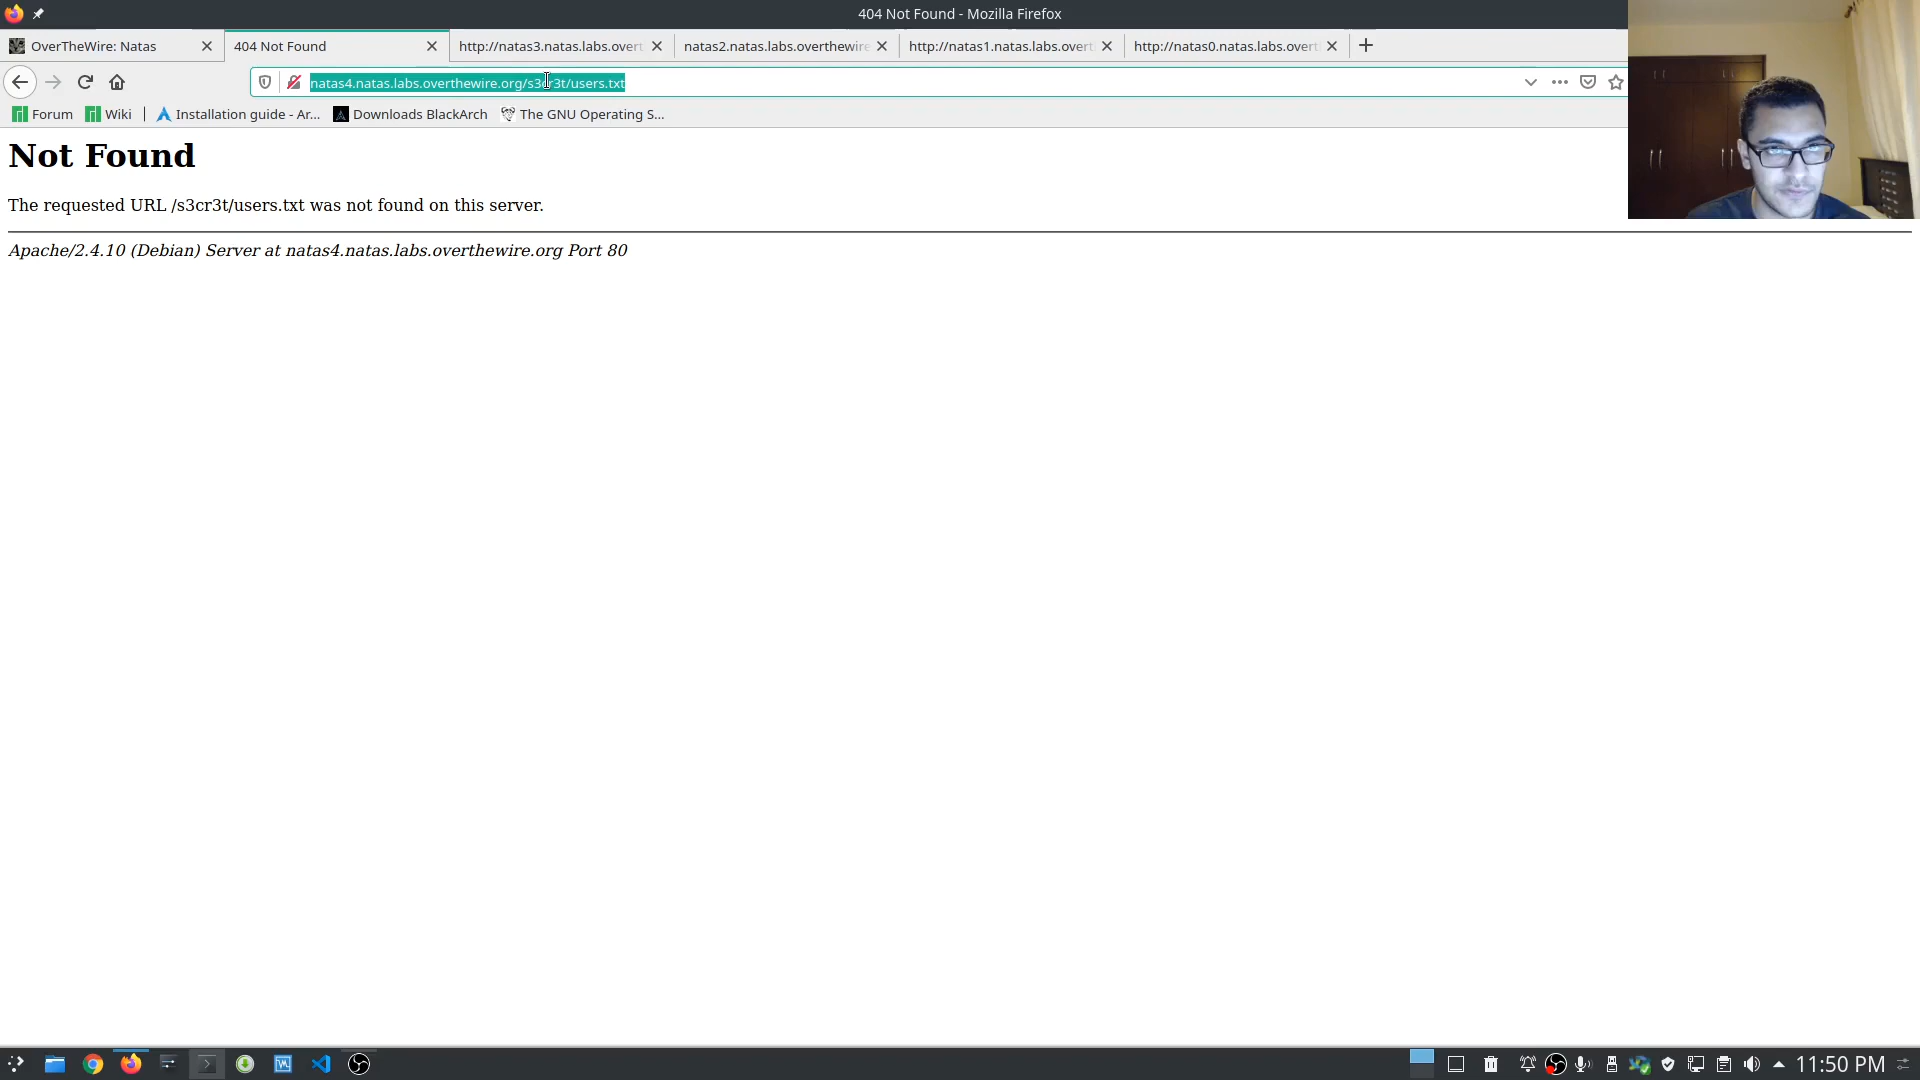 404 Not Found - Mozilla Firefox
OverTheWire: Natas
404 Not Found
http://natas3.natas.labs.overt
natas2.natas.labs.overthewire
http://natas1.natas.labs.overt
http://natas0.natas.labs.overt
natas4.natas.labs.overthewire.org/s3cr3t/users.txt
Forum
Wiki
Installation guide - Ar...
Downloads BlackArch
The GNU Operating S...
Not Found
The requested URL /s3cr3t/users.txt was not found on this server.
Apache/2.4.10 (Debian) Server at natas4.natas.labs.overthewire.org Port 80
11:50 PM